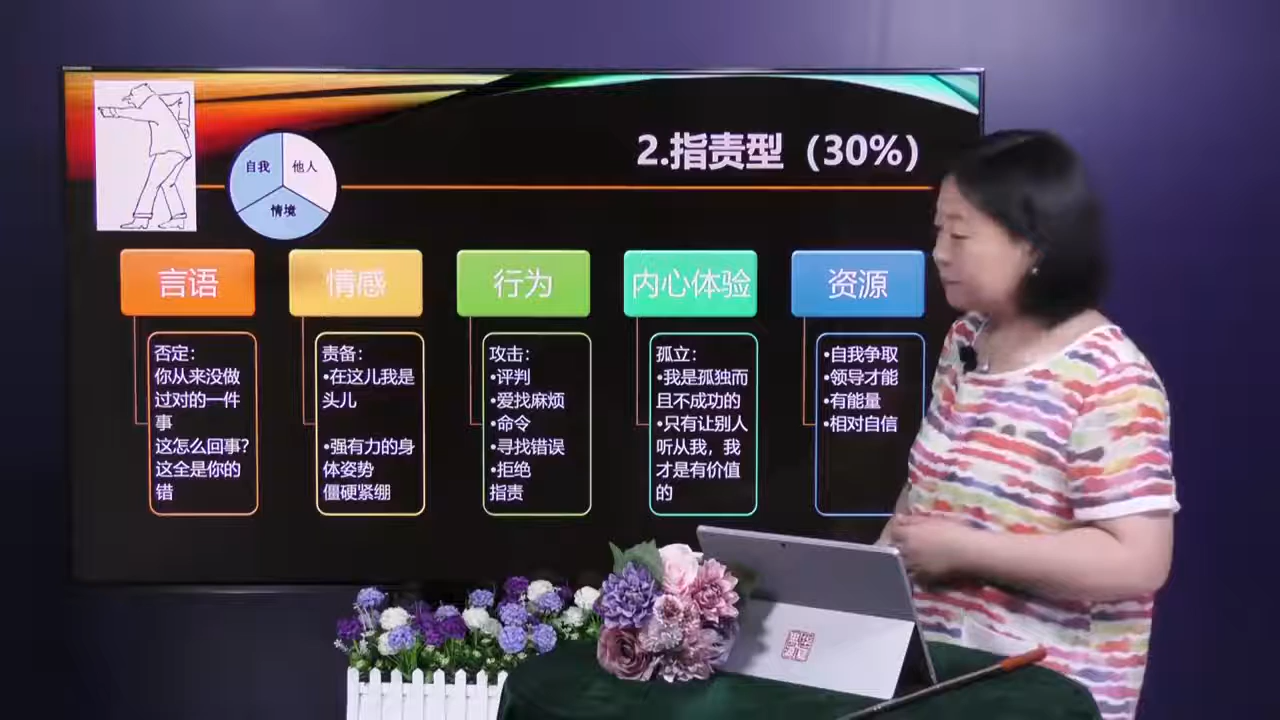 2.指责型（30%）
自我
他人
情境
言语
情感
行为
内心体验
资源
否定：
你从来没做
过对的一件
事
这怎么回事？
这全是你的
错
责备：
•在这儿我是
头儿
•强有力的身
体姿势
僵硬紧绷
攻击：
•评判
•爱找麻烦
•命令
•寻找错误
•拒绝
指责
孤立：
•我是孤独而
且不成功的
•只有让别人
听从我，我
才是有价值
的
•自我争取
•领导才能
•有能量
•相对自信